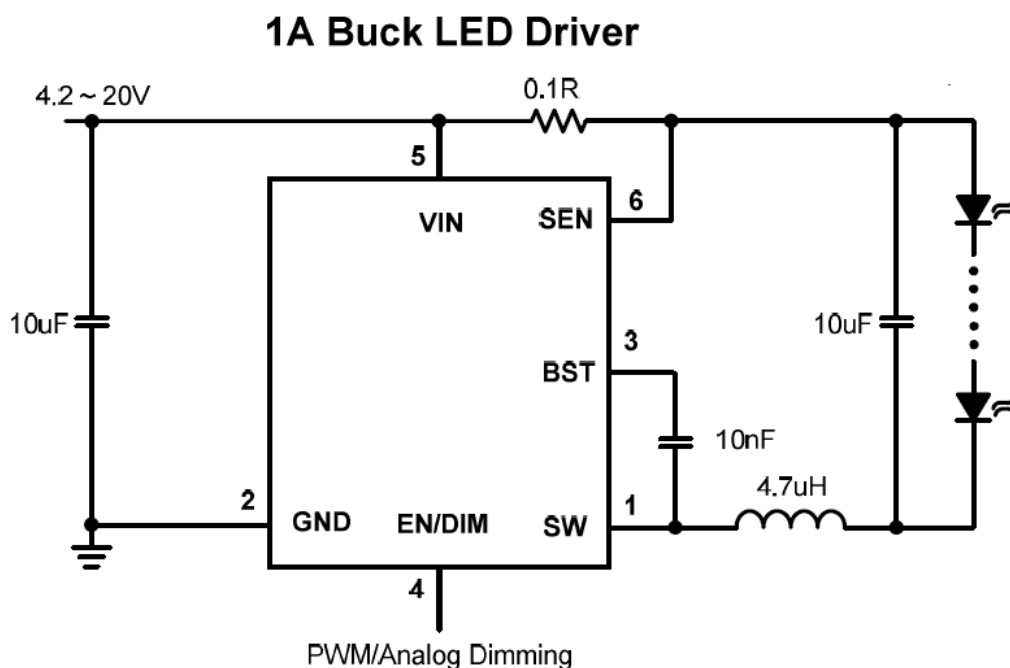 1A Buck LED Driver
4.2 ~ 20V
0.1R
5
VIN
SEN
6
10uF
10uF
3
BST
10nF
4.7uH
2
GND
EN/DIM
SW
1
4
PWM/Analog Dimming